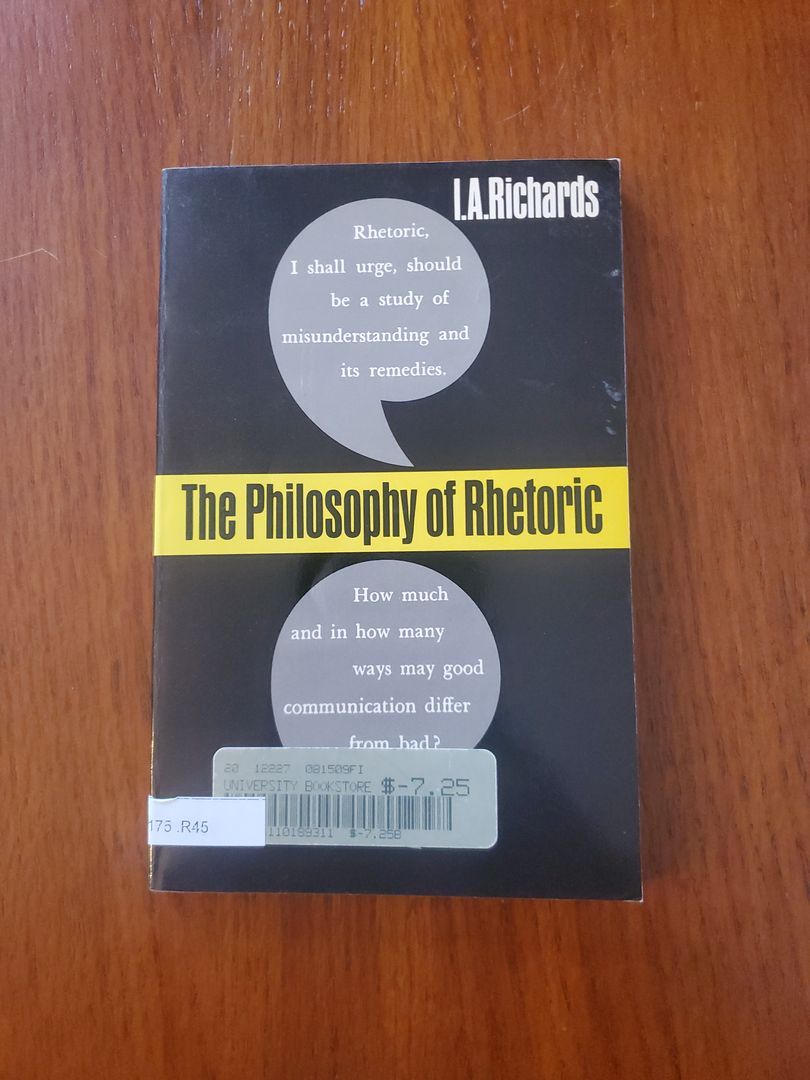 I.A.Richards
Rhetoric,
I shall urge, should
be a study of
misunderstanding and
its remedies.
The Philosophy of Rhetoric
How much
and in how many
ways may good
communication differ
from bad?
20 12227 081509FI
UNIVERSITY BOOKSTORE $-7.25
110189311 $-7.25B
175 .R45